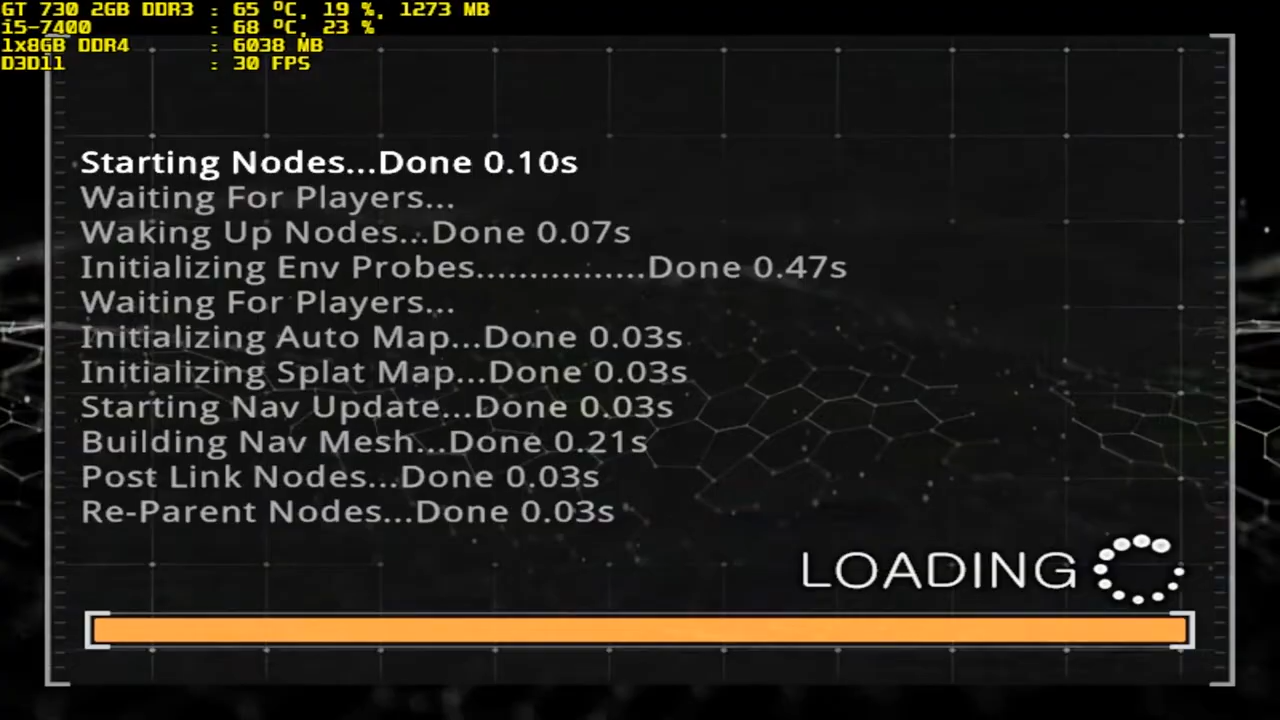 GT 730 2GB DDR3 : 65 ºC, 19 %, 1273 MB
i5-7400 : 68 ºC, 23 %
1x8GB DDR4 : 6038 MB
D3D11 : 30 FPS
Starting Nodes...Done 0.10s
Waiting For Players...
Waking Up Nodes...Done 0.07s
Initializing Env Probes................Done 0.47s
Waiting For Players...
Initializing Auto Map...Done 0.03s
Initializing Splat Map...Done 0.03s
Starting Nav Update...Done 0.03s
Building Nav Mesh...Done 0.21s
Post Link Nodes...Done 0.03s
Re-Parent Nodes...Done 0.03s
LOADING